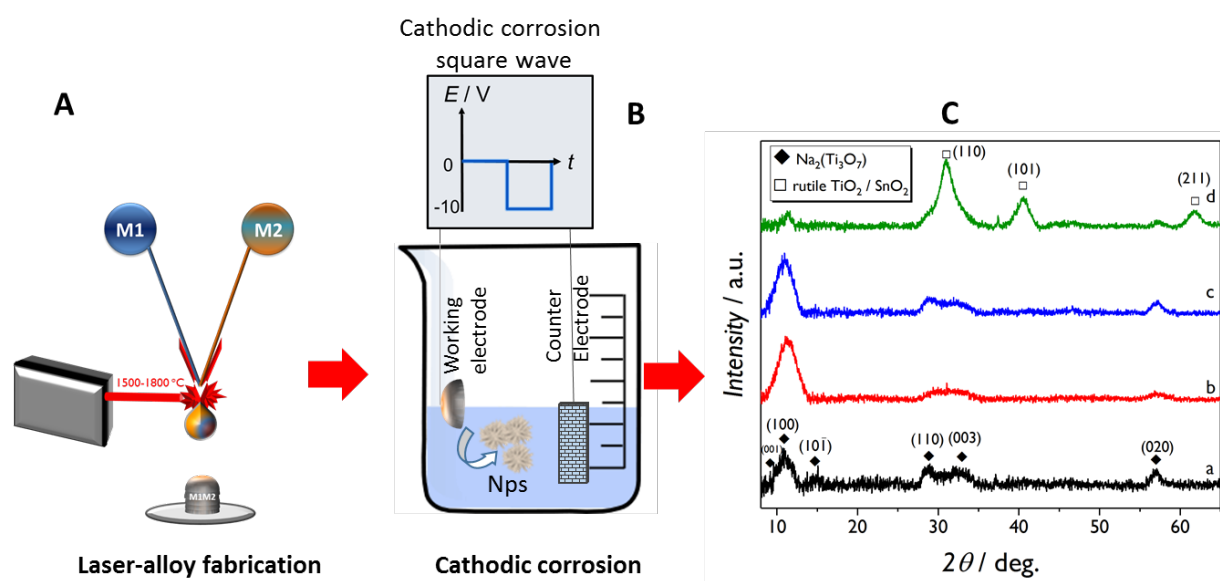 A
M1
M2
1500-1800 °C
M1M2
Laser-alloy fabrication
Cathodic corrosion
square wave
B
E / V
0
t
-10
Working
electrode
Counter
Electrode
Nps
Cathodic corrosion
C
◆ Na₂(Ti₃O₇)
□ rutile TiO₂ / SnO₂
(110)
(101)
(211)
d
c
b
(001)
(100)
(101̄)
(110)
(003)
(020)
a
Intensity / a.u.
10
20
30
40
50
60
2θ / deg.